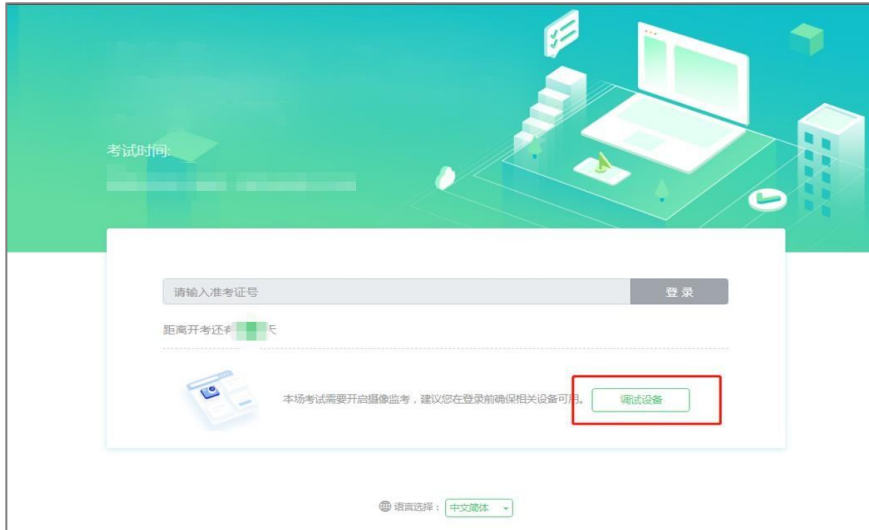 考试时间:
请输入准考证号
登 录
距离开考还有 天
本场考试需要开启摄像监考，建议您在登录前确保相关设备可用。
调试设备
语言选择：
中文简体